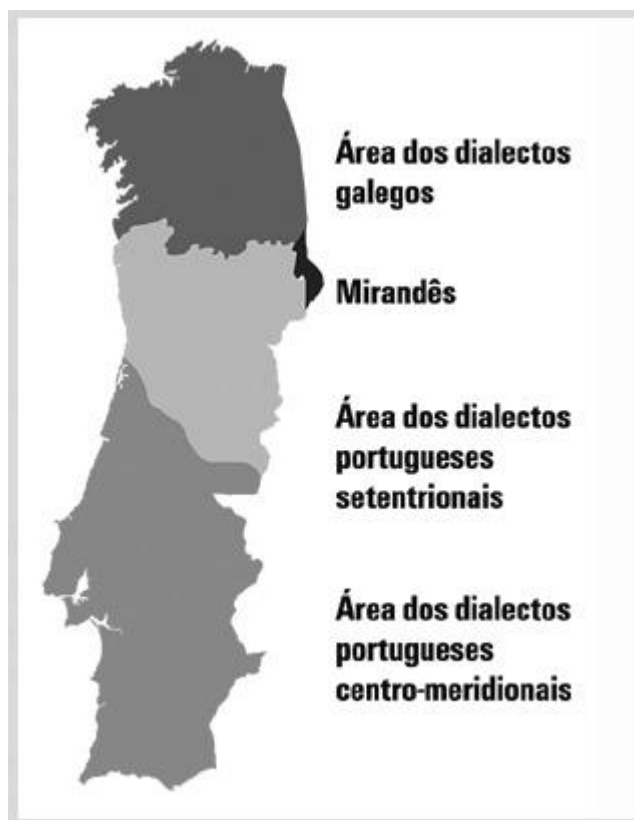 Área dos dialectos
galegos
Mirandês
Área dos dialectos
portugueses
setentrionais
Área dos dialectos
portugueses
centro-meridionais